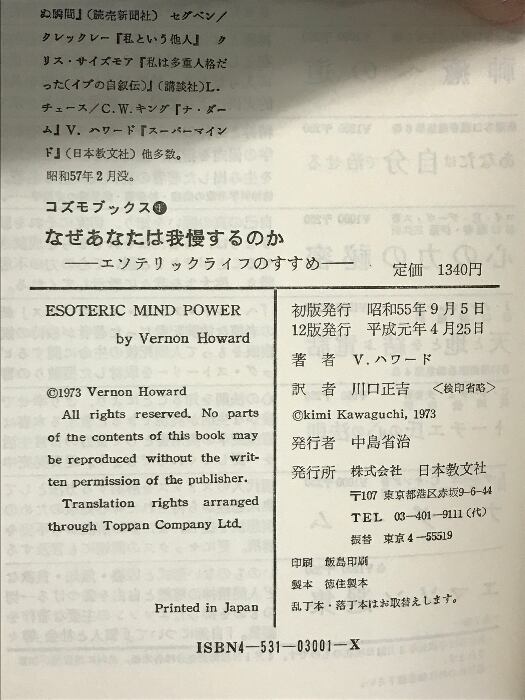 ぬ瞬間』(読売新聞社) セグペン/
クレックレー『私という他人』 ク
リス・サイズモア『私は多重人格だ
った(イブの自叙伝)』(講談社)L.
チェース/C.W.キング『ナ・ダー
ム』V. ハワード『スーパーマイン
ド』(日本教文社) 他多数。
昭和57年2月没。
コズモブックス❶
なぜあなたは我慢するのか
——エソテリックライフのすすめ——
定価 1340円
ESOTERIC MIND POWER
by Vernon Howard
©1973 Vernon Howard
All rights reserved. No parts
of the contents of this book may
be reproduced without the writ-
ten permission of the publisher.
Translation rights arranged
through Toppan Company Ltd.
Printed in Japan
初版発行 昭和55年9月5日
12版発行 平成元年4月25日
著者 V.ハワード
訳者 川口正吉 <検印省略>
©kimi Kawaguchi, 1973
発行者 中島省治
発行所 株式会社 日本教文社
〒107 東京都港区赤坂9-6-44
TEL 03-401-9111(代)
振替 東京4-55519
印刷 飯島印刷
製本 徳住製本
乱丁本・落丁本はお取替えします。
ISBN4-531-03001-X